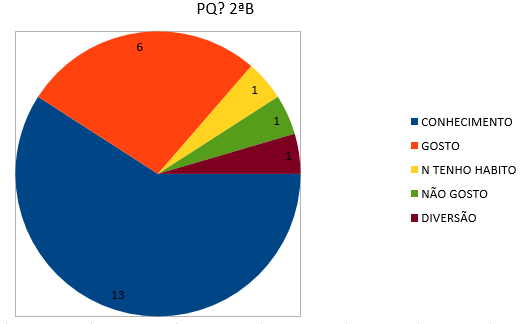 PQ? 2ªB
6
1
1
1
13
CONHECIMENTO
GOSTO
N TENHO HABITO
NÃO GOSTO
DIVERSÃO